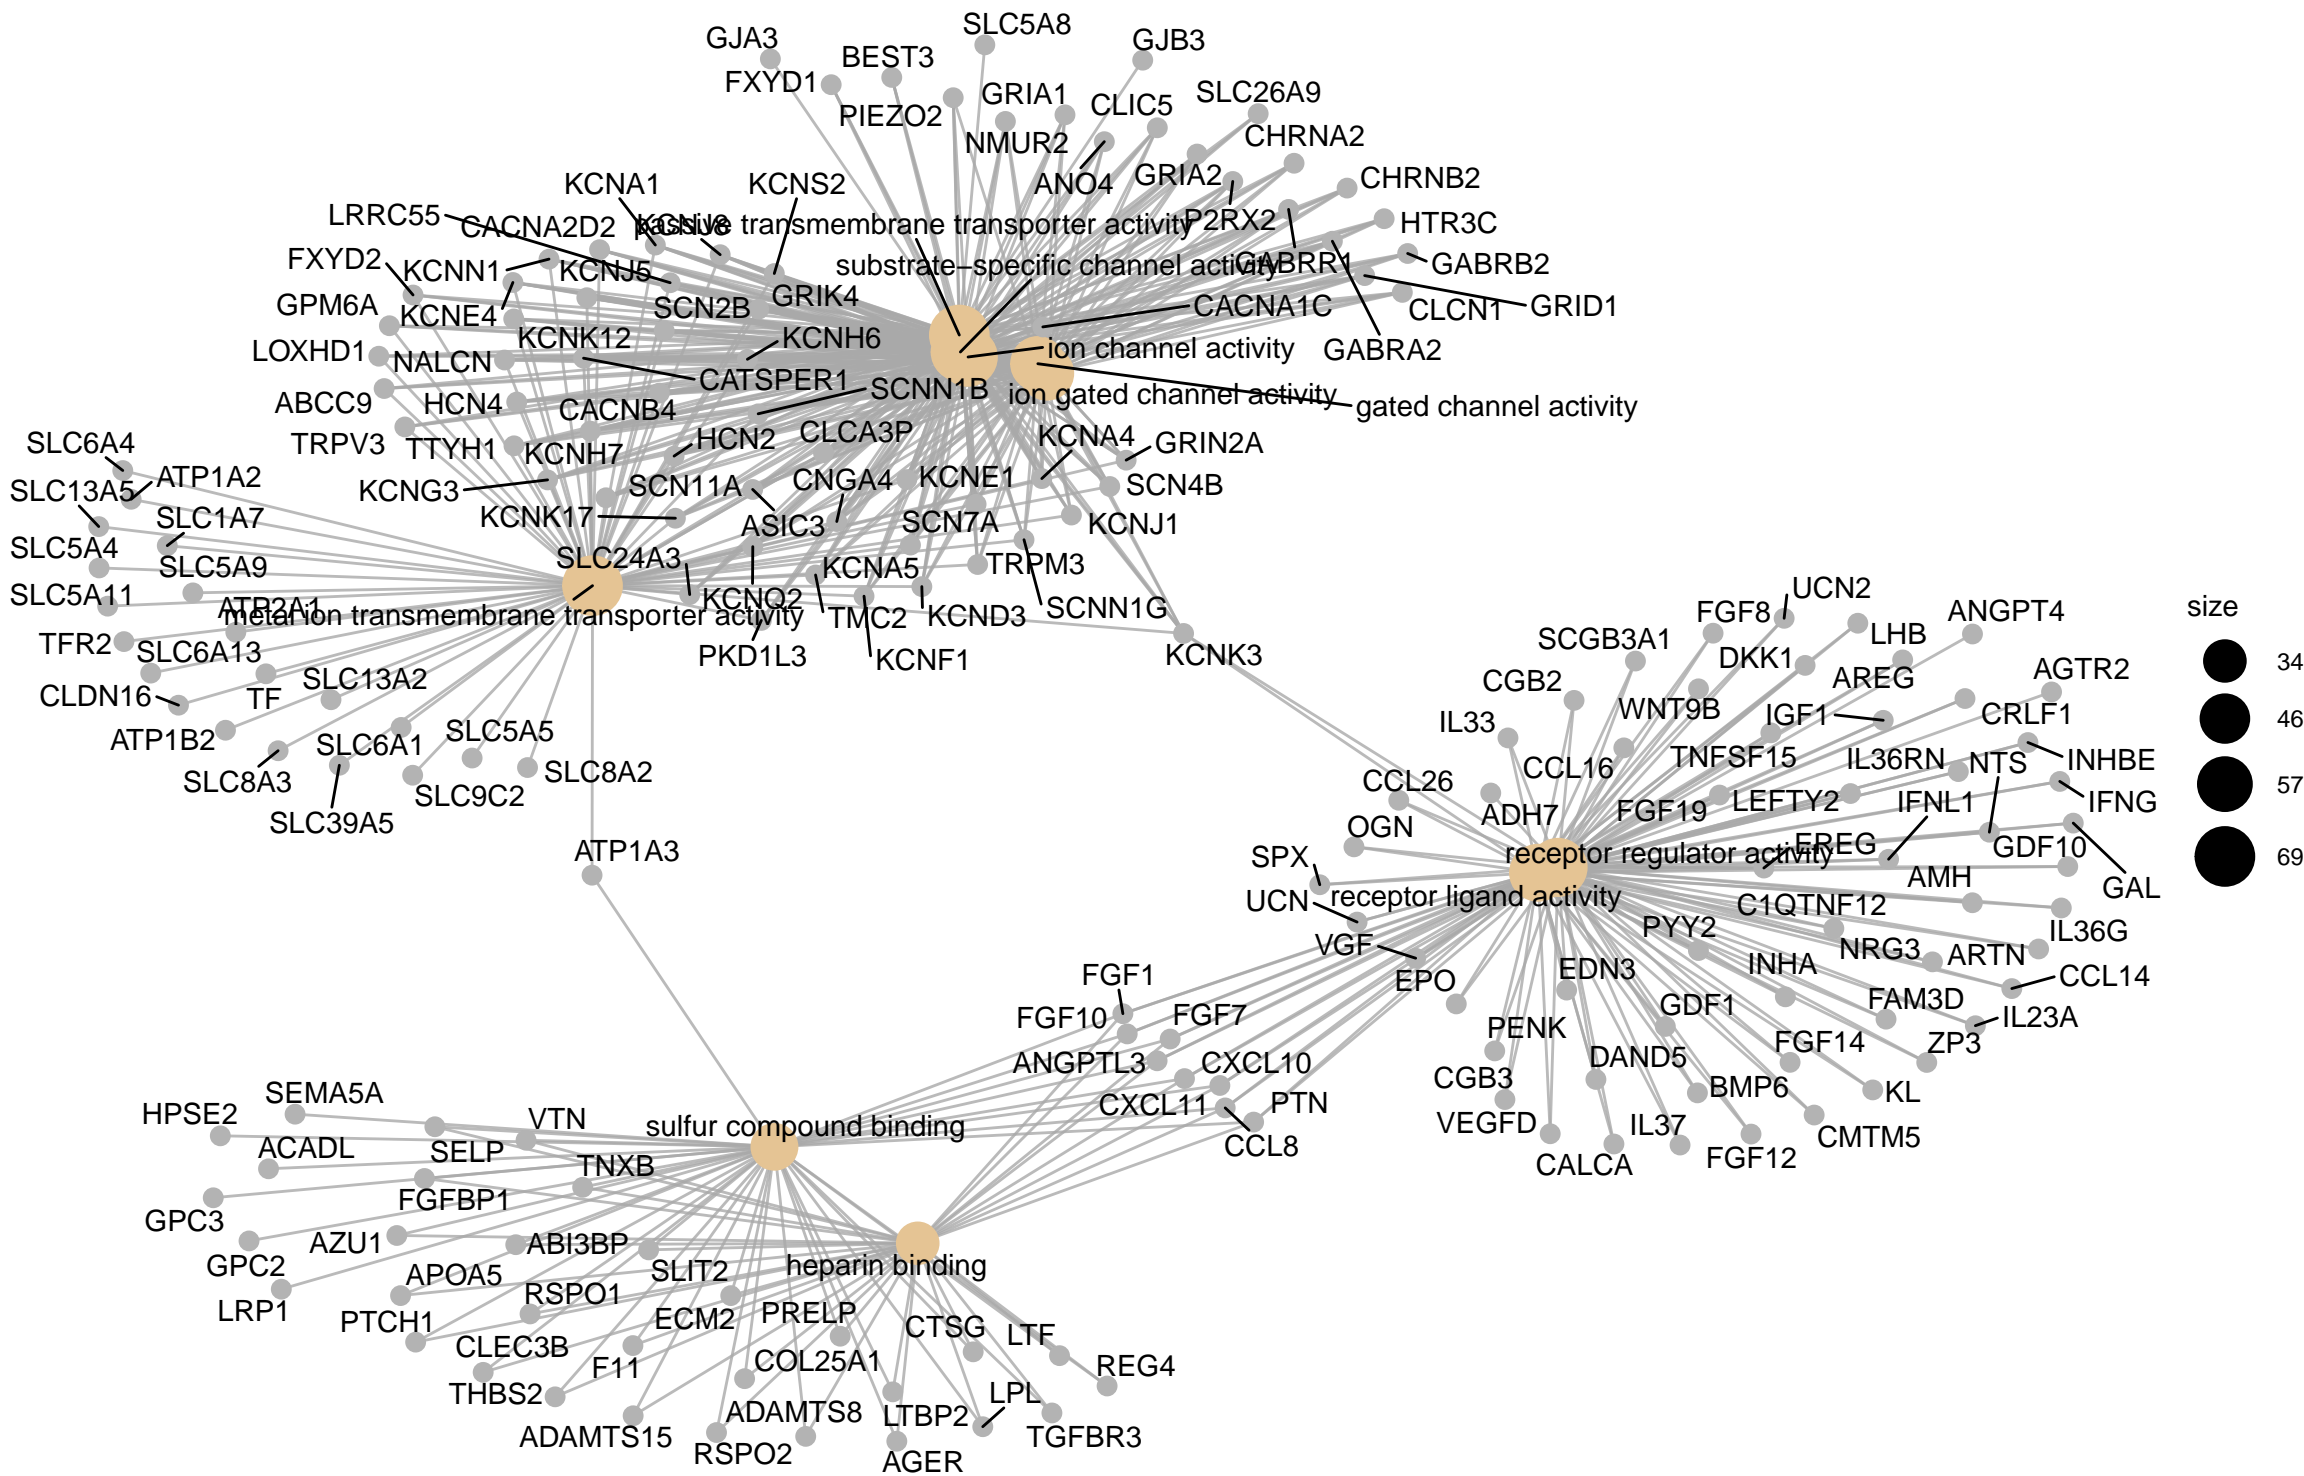 SLC5A8
GJA3
GJB3
BEST3
FXYD1
SLC26A9
GRIA1
CLIC5
PIEZO2
CHRNA2
NMUR2
GRIA2
CHRNB2
ANO4
KCNA1
KCNS2
LRRC55
CACNA2D2
KCNJ8
passive transmembrane transporter activity
P2RX2
HTR3C
FXYD2
KCNN1
KCNJ5
substrate-specific channel activity
GABRR1
GABRB2
GPM6A
KCNE4
SCN2B
GRIK4
CACNA1C
CLCN1
GRID1
KCNK12
KCNH6
LOXHD1
NALCN
ion channel activity
GABRA2
CATSPER1
SCNN1B
ion gated channel activity
gated channel activity
ABCC9
HCN4
CACNB4
SLC6A4
TRPV3
TTYH1
KCNH7
HCN2
CLCA3P
KCNA4
GRIN2A
SLC13A5
ATP1A2
KCNG3
SCN11A
CNGA4
KCNE1
SCN4B
SLC1A7
KCNK17
ASIC3
SCN7A
KCNJ1
SLC5A4
SLC5A9
SLC24A3
KCNA5
TRPM3
SLC5A11
ATP2A1
KCNQ2
SCNN1G
metal ion transmembrane transporter activity
TMC2
KCND3
TFR2
SLC6A13
PKD1L3
KCNF1
KCNK3
CLDN16
TF
SLC13A2
ATP1B2
SLC6A1
SLC5A5
SLC8A3
SLC9C2
SLC8A2
SLC39A5
ATP1A3
UCN2
FGF8
ANGPT4
SCGB3A1
LHB
DKK1
AREG
AGTR2
CGB2
WNT9B
IGF1
CRLF1
IL33
TNFSF15
IL36RN
NTS
INHBE
CCL16
CCL26
ADH7
FGF19
LEFTY2
IFNL1
IFNG
OGN
SPX
receptor regulator activity
EREG
GDF10
GAL
AMH
UCN
receptor ligand activity
C1QTNF12
PYY2
IL36G
VGF
NRG3
ARTN
EPO
EDN3
INHA
CCL14
FGF1
FGF10
FGF7
GDF1
FAM3D
IL23A
PENK
FGF14
ZP3
ANGPTL3
CXCL10
DAND5
CGB3
BMP6
KL
CXCL11
PTN
VEGFD
IL37
CMTM5
CCL8
CALCA
FGF12
SEMA5A
HPSE2
VTN
sulfur compound binding
ACADL
SELP
TNXB
FGFBP1
GPC3
AZU1
ABI3BP
GPC2
APOA5
SLIT2
heparin binding
LRP1
RSPO1
PTCH1
ECM2
PRELP
CTSG
LTF
CLEC3B
F11
COL25A1
REG4
THBS2
ADAMTS8
LTBP2
LPL
ADAMTS15
RSPO2
AGER
TGFBR3
size
34
46
57
69